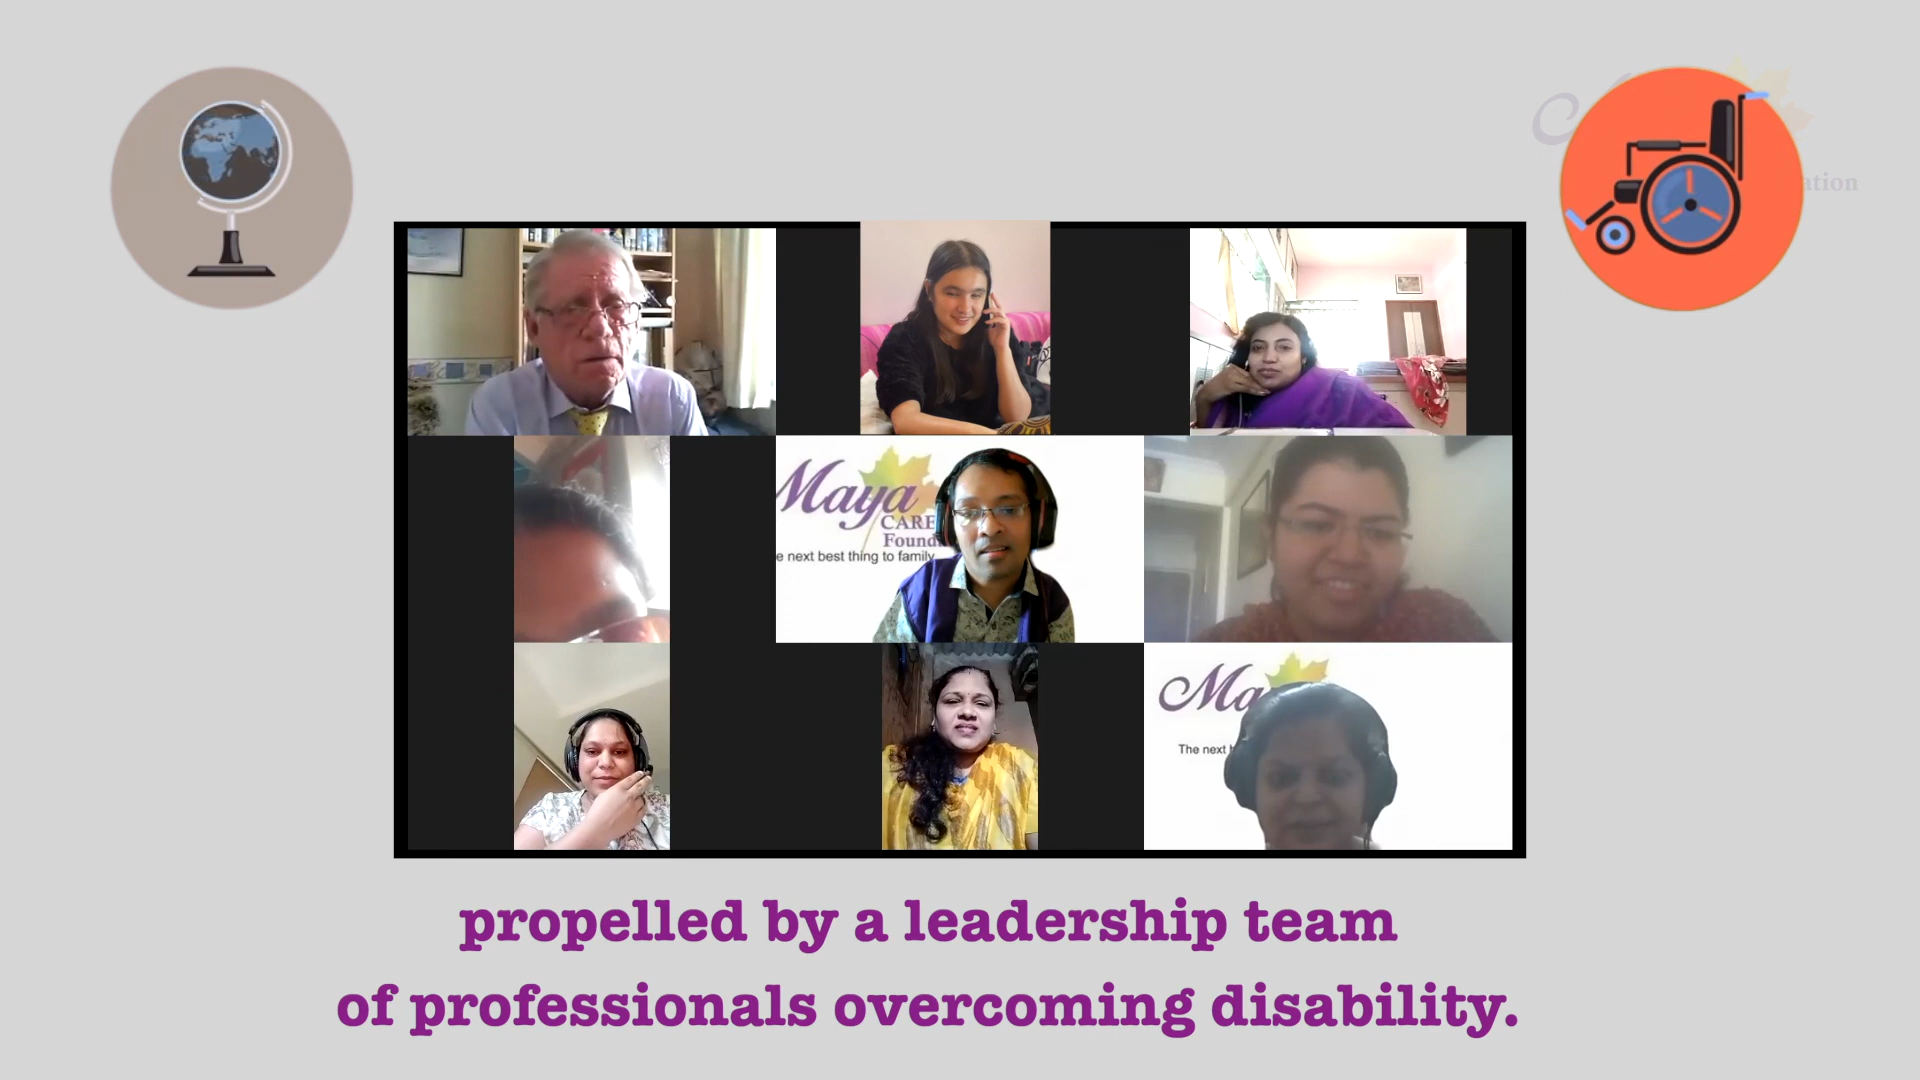 ation
Maya
CARE
Found
e next best thing to family
Ma
The next
propelled by a leadership team
of professionals overcoming disability.